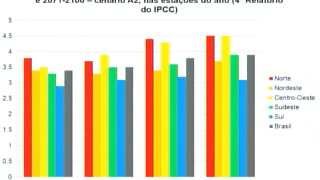 e 2071-2100 – cenário A2, nas estações do ano (4º Relatório
do IPCC)
5
4.5
4
3.5
3
2.5
2
1.5
1
0.5
0
Norte
Nordeste
Centro-Oeste
Sudeste
Sul
Brasil